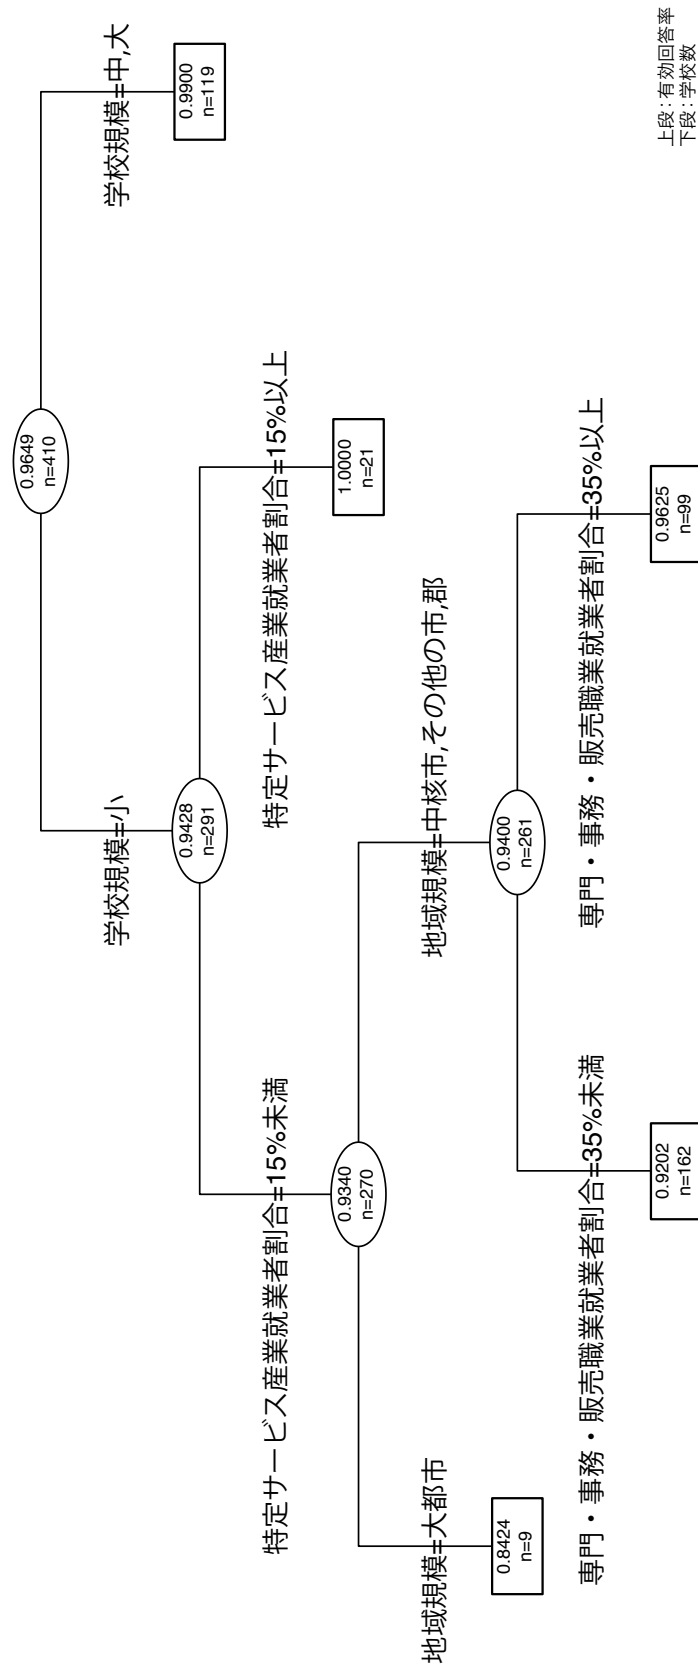 0.9649
n=410
学校規模=小
学校規模=中,大
0.9428
n=291
0.9900
n=119
特定サービス産業就業者割合=15%未満
特定サービス産業就業者割合=15%以上
0.9340
n=270
1.0000
n=21
地域規模=大都市
地域規模=中核市,その他の市,郡
0.8424
n=9
0.9400
n=261
専門・事務・販売職業就業者割合=35%未満
専門・事務・販売職業就業者割合=35%以上
0.9202
n=162
0.9625
n=99
上段:有効回答率
下段:学校数